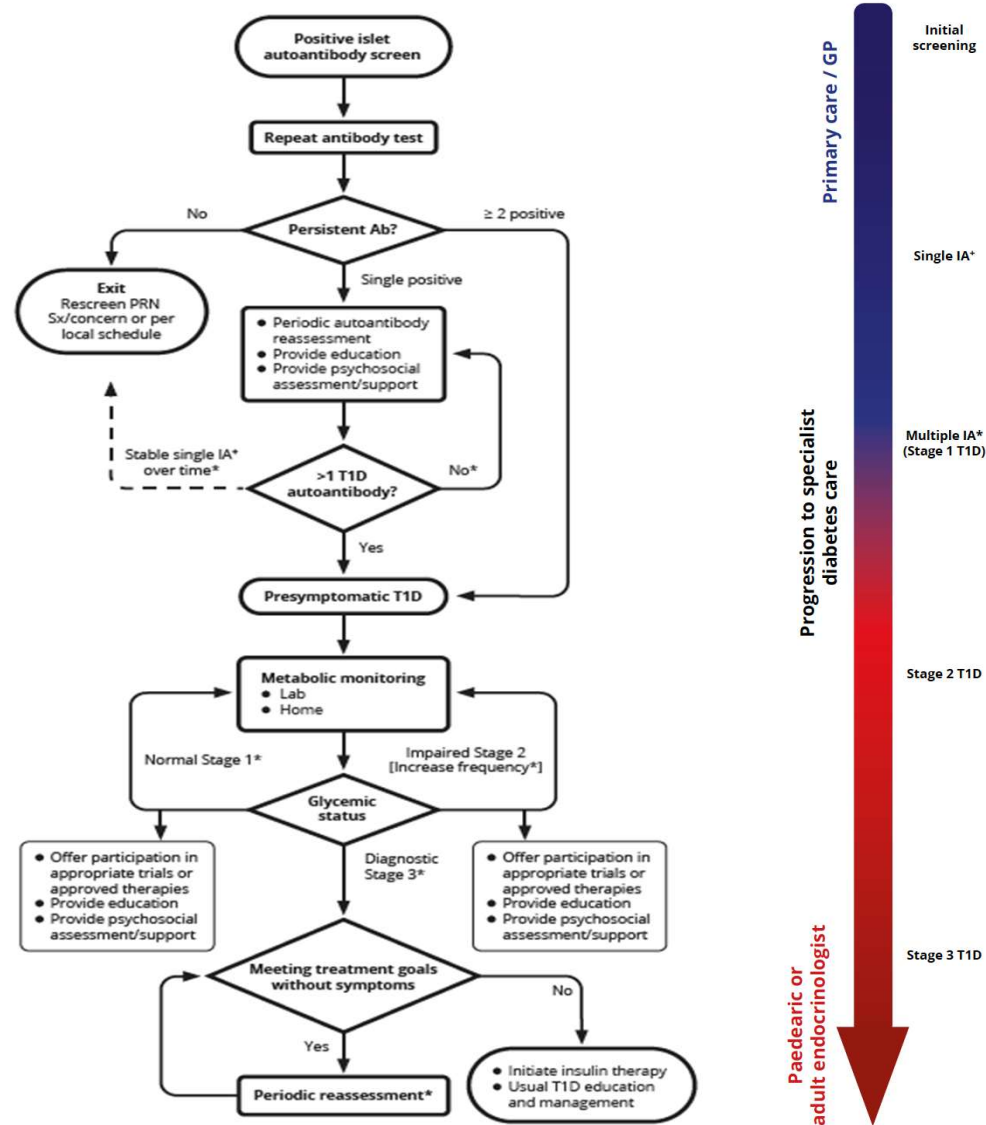 Positive islet
autoantibody screen
Repeat antibody test
Persistent Ab?
No
≥ 2 positive
Single positive
Exit
Rescreen PRN
Sx/concern or per
local schedule
● Periodic autoantibody
reassessment
● Provide education
● Provide psychosocial
assessment/support
Stable single IA⁺
over time*
>1 T1D
autoantibody?
No*
Yes
Presymptomatic T1D
Metabolic monitoring
● Lab
● Home
Normal Stage 1*
Impaired Stage 2
[Increase frequency*]
Glycemic
status
● Offer participation in
appropriate trials or
approved therapies
● Provide education
● Provide psychosocial
assessment/support
Diagnostic
Stage 3*
● Offer participation in
appropriate trials or
approved therapies
● Provide education
● Provide psychosocial
assessment/support
Meeting treatment goals
without symptoms
No
Yes
Periodic reassessment*
● Initiate insulin therapy
● Usual T1D education
and management
Primary care / GP
Progression to specialist
diabetes care
Paedearic or
adult endocrinologist
Initial
screening
Single IA⁺
Multiple IA*
(Stage 1 T1D)
Stage 2 T1D
Stage 3 T1D